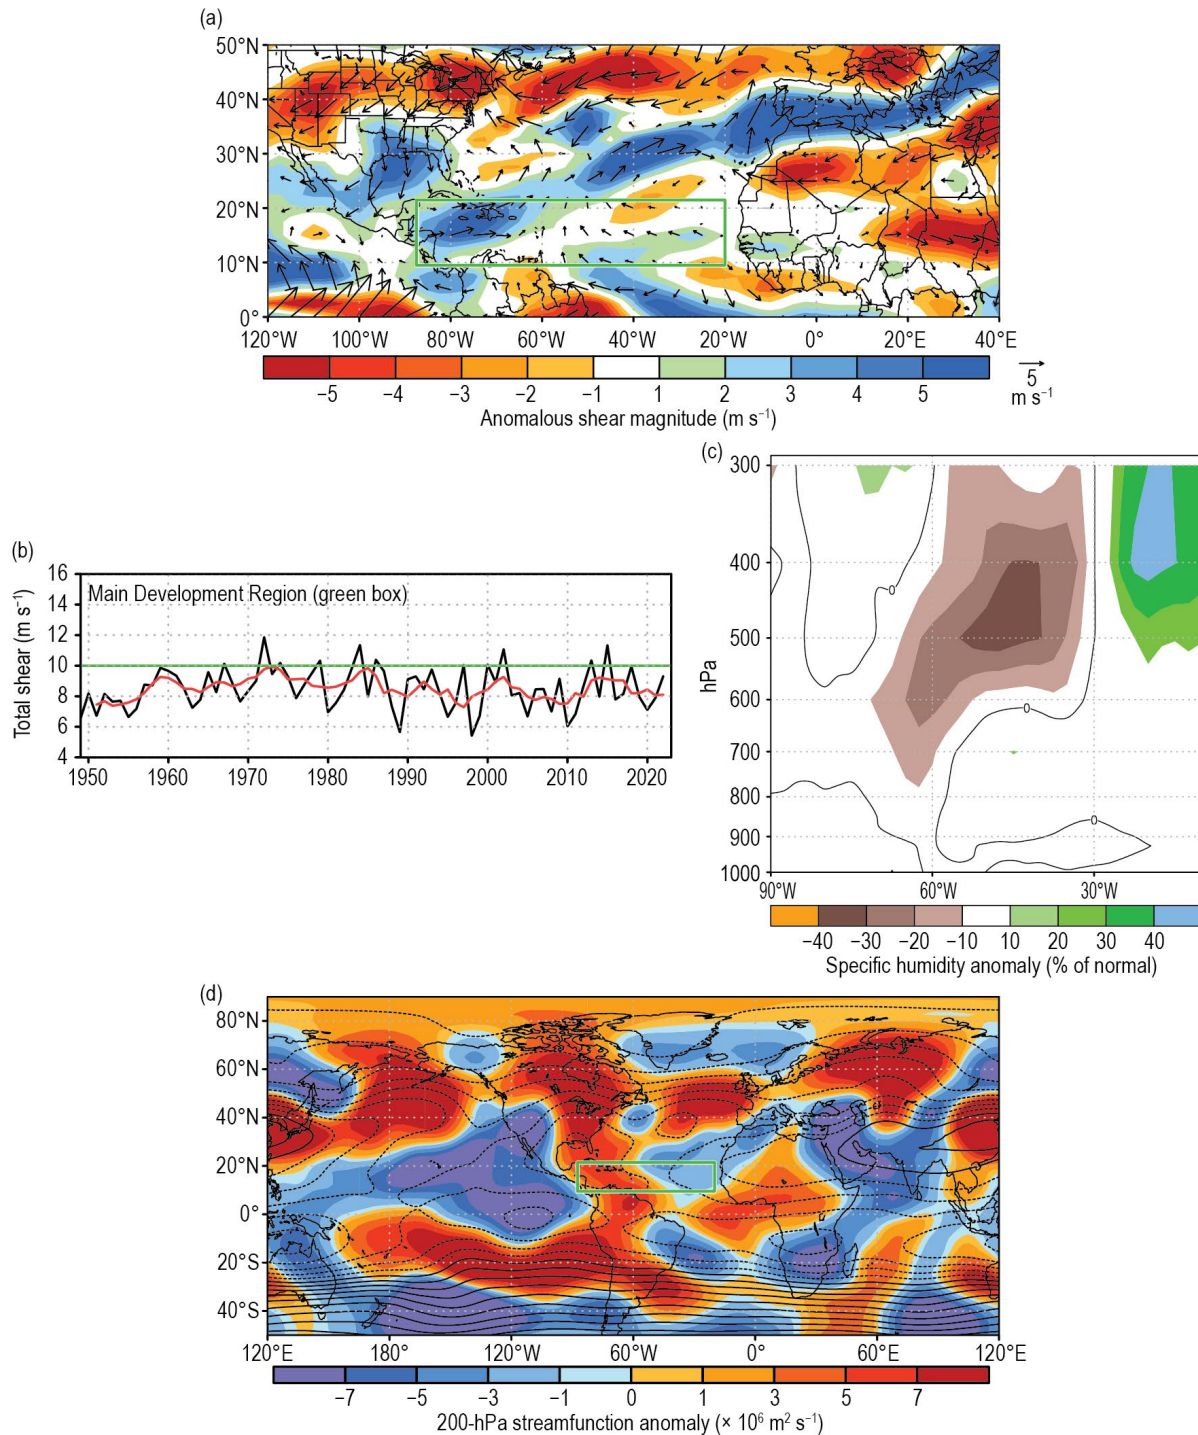 (a)
50°N
40°N
30°N
20°N
10°N
0°
120°W 100°W 80°W 60°W 40°W 20°W 0° 20°E 40°E
−5 −4 −3 −2 −1 1 2 3 4 5
5
m s⁻¹
Anomalous shear magnitude (m s⁻¹)
(b)
Main Development Region (green box)
Total shear (m s⁻¹)
16
14
12
10
8
6
4
1950 1960 1970 1980 1990 2000 2010 2020
(c)
hPa
300
400
500
600
700
800
900
1000
0
0
0
90°W 60°W 30°W
−40 −30 −20 −10 10 20 30 40
Specific humidity anomaly (% of normal)
(d)
80°N
60°N
40°N
20°N
0°
20°S
40°S
0
120°E 180° 120°W 60°W 0° 60°E 120°E
−7 −5 −3 −1 0 1 3 5 7
200-hPa streamfunction anomaly (× 10⁶ m² s⁻¹)